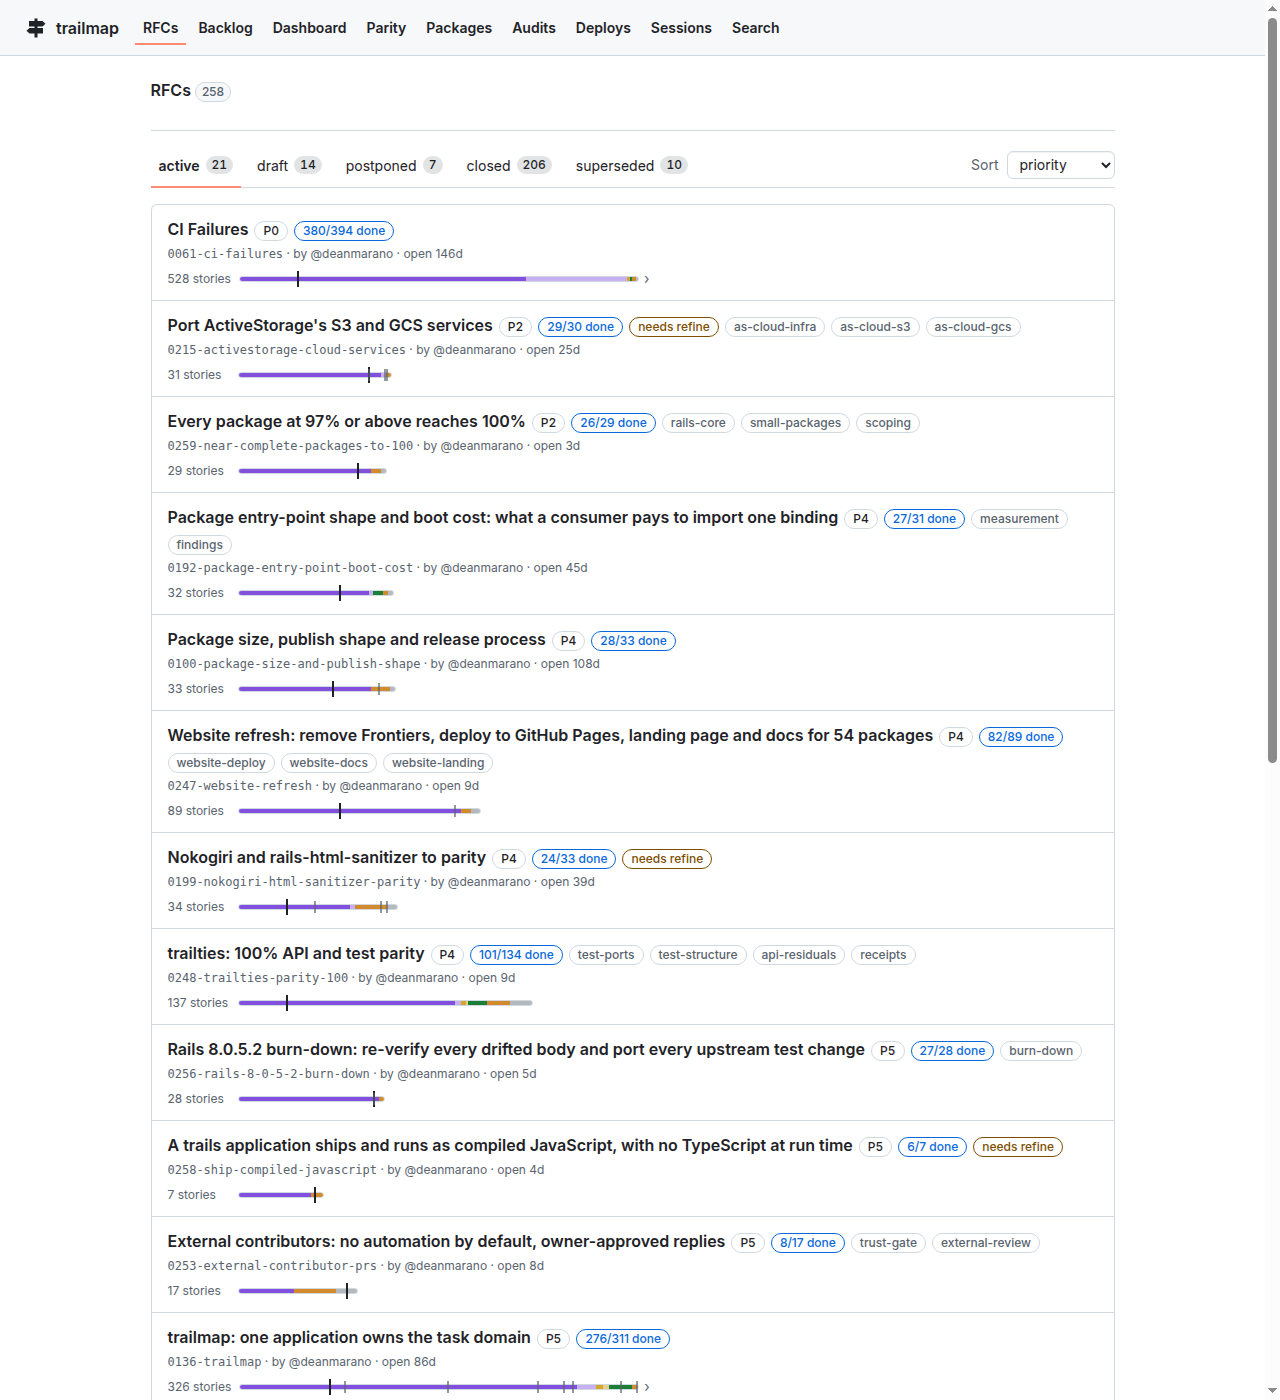 trailmap RFCs Backlog Dashboard Parity Packages Audits Deploys Sessions Search
RFCs 258
active 21 draft 14 postponed 7 closed 206 superseded 10 Sort priority
CI Failures P0 380/394 done
0061-ci-failures · by @deanmarano · open 146d
528 stories ›
Port ActiveStorage's S3 and GCS services P2 29/30 done needs refine as-cloud-infra as-cloud-s3 as-cloud-gcs
0215-activestorage-cloud-services · by @deanmarano · open 25d
31 stories
Every package at 97% or above reaches 100% P2 26/29 done rails-core small-packages scoping
0259-near-complete-packages-to-100 · by @deanmarano · open 3d
29 stories
Package entry-point shape and boot cost: what a consumer pays to import one binding P4 27/31 done measurement
findings
0192-package-entry-point-boot-cost · by @deanmarano · open 45d
32 stories
Package size, publish shape and release process P4 28/33 done
0100-package-size-and-publish-shape · by @deanmarano · open 108d
33 stories
Website refresh: remove Frontiers, deploy to GitHub Pages, landing page and docs for 54 packages P4 82/89 done
website-deploy website-docs website-landing
0247-website-refresh · by @deanmarano · open 9d
89 stories
Nokogiri and rails-html-sanitizer to parity P4 24/33 done needs refine
0199-nokogiri-html-sanitizer-parity · by @deanmarano · open 39d
34 stories
trailties: 100% API and test parity P4 101/134 done test-ports test-structure api-residuals receipts
0248-trailties-parity-100 · by @deanmarano · open 9d
137 stories
Rails 8.0.5.2 burn-down: re-verify every drifted body and port every upstream test change P5 27/28 done burn-down
0256-rails-8-0-5-2-burn-down · by @deanmarano · open 5d
28 stories
A trails application ships and runs as compiled JavaScript, with no TypeScript at run time P5 6/7 done needs refine
0258-ship-compiled-javascript · by @deanmarano · open 4d
7 stories
External contributors: no automation by default, owner-approved replies P5 8/17 done trust-gate external-review
0253-external-contributor-prs · by @deanmarano · open 8d
17 stories
trailmap: one application owns the task domain P5 276/311 done
0136-trailmap · by @deanmarano · open 86d
326 stories ›